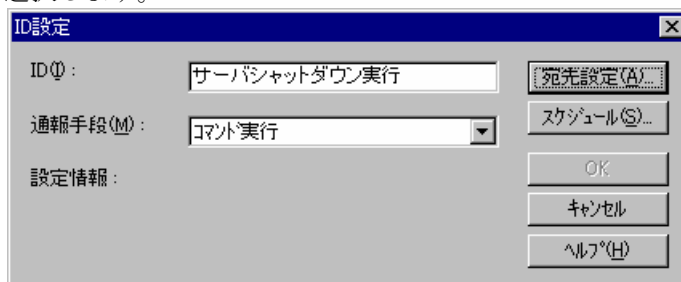 選択します。
ID設定
ID(I) : サーバシャットダウン実行 宛先設定(A)...
通報手段(M) : ｺﾏﾝﾄﾞ実行 ｽｹｼﾞｭｰﾙ(S)...
設定情報 : OK
ｷｬﾝｾﾙ
ﾍﾙﾌﾟ(H)